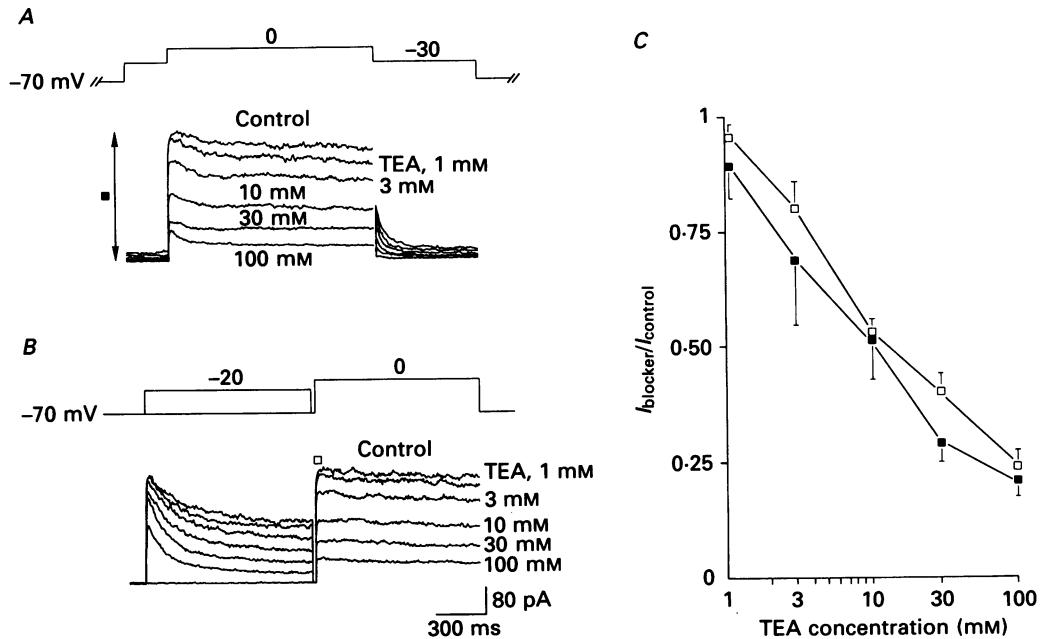 A
0
−30
−70 mV
Control
TEA, 1 mM
3 mM
10 mM
30 mM
100 mM
B
−20
0
−70 mV
Control
TEA, 1 mM
3 mM
10 mM
30 mM
100 mM
80 pA
300 ms
C
1
0·75
0·50
0·25
0
Iblocker/Icontrol
1
3
10
30
100
TEA concentration (mM)